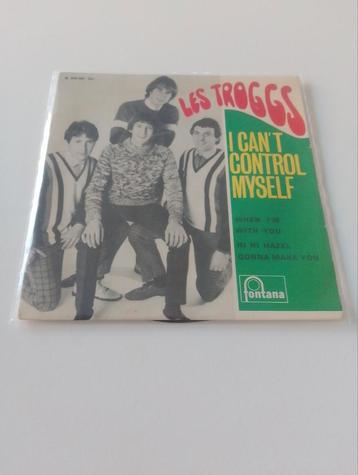 LES TROGGS
I CAN'T
CONTROL
MYSELF
WHEN I'M
WITH YOU
HI HI HAZEL
GONNA MAKE YOU
fontana